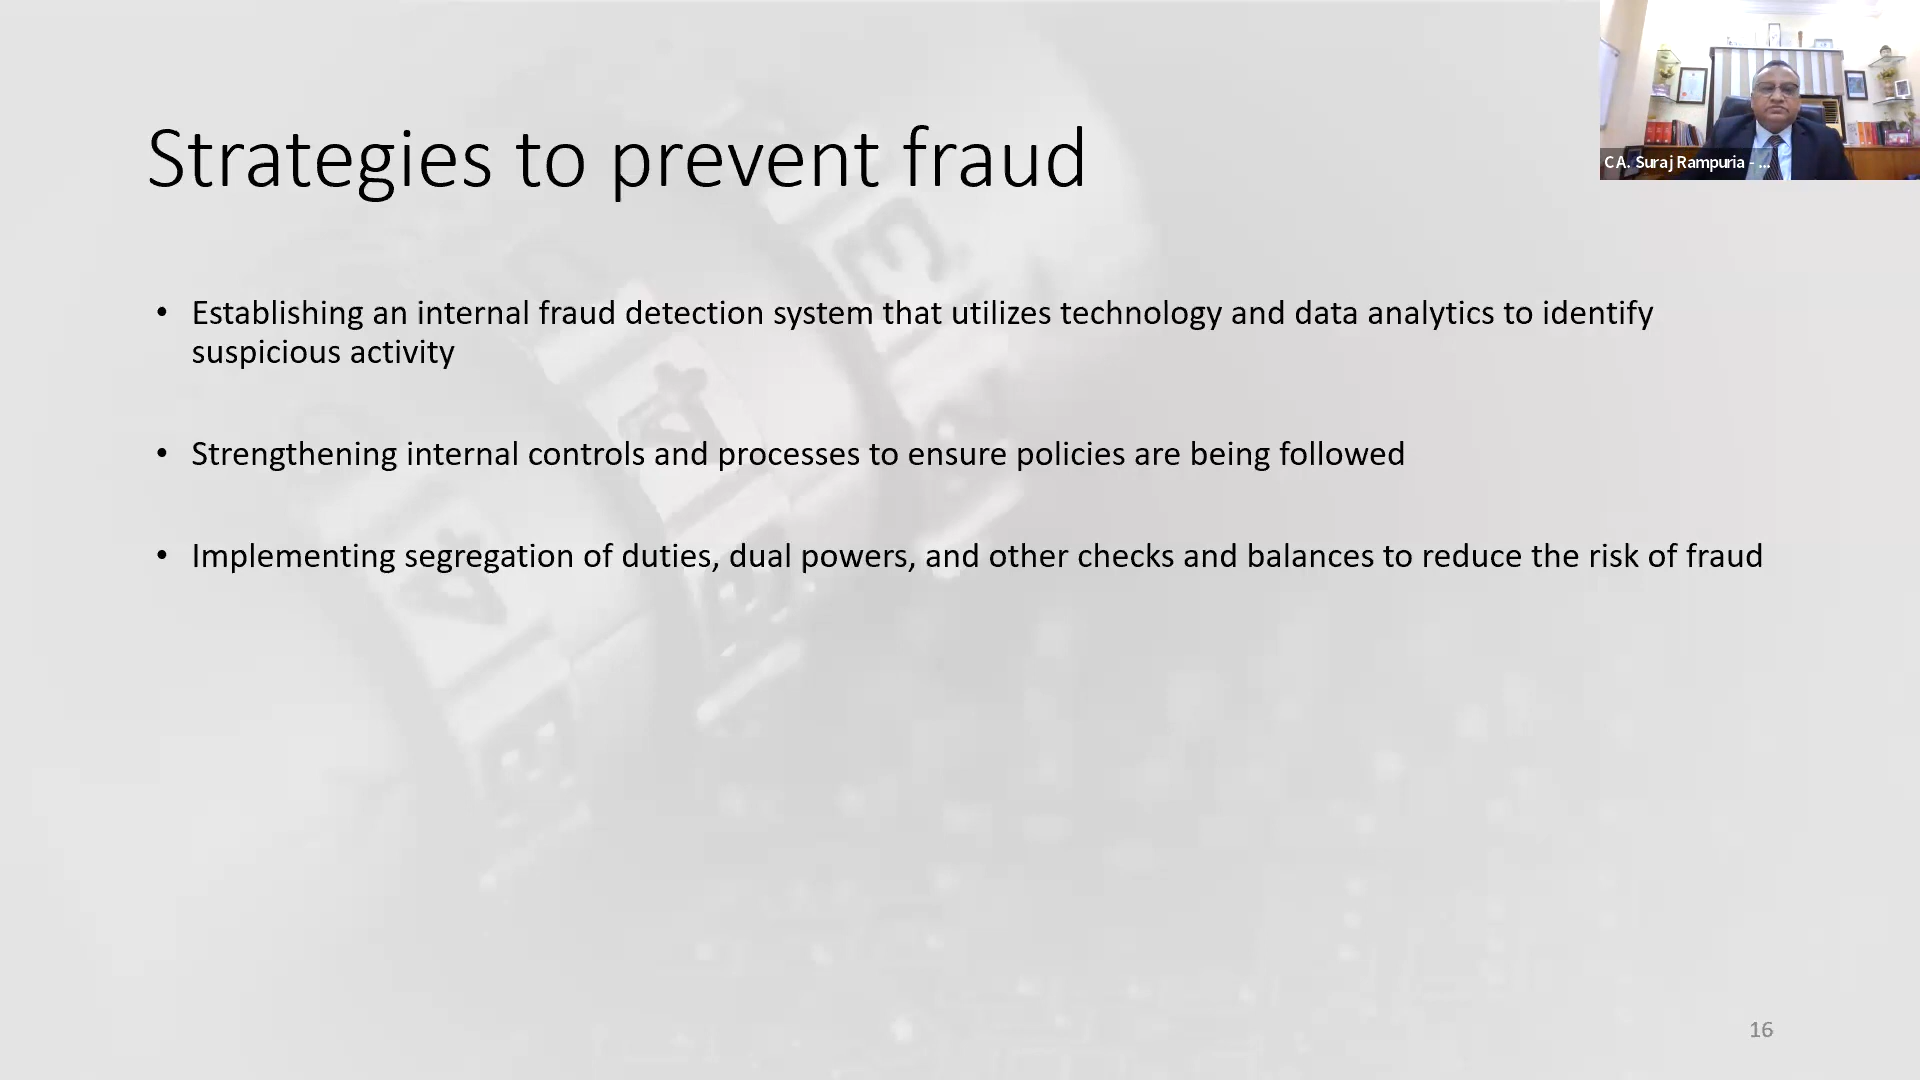 Strategies to prevent fraud
CA. Suraj Rampuria - ...
• Establishing an internal fraud detection system that utilizes technology and data analytics to identify
suspicious activity
• Strengthening internal controls and processes to ensure policies are being followed
• Implementing segregation of duties, dual powers, and other checks and balances to reduce the risk of fraud
16